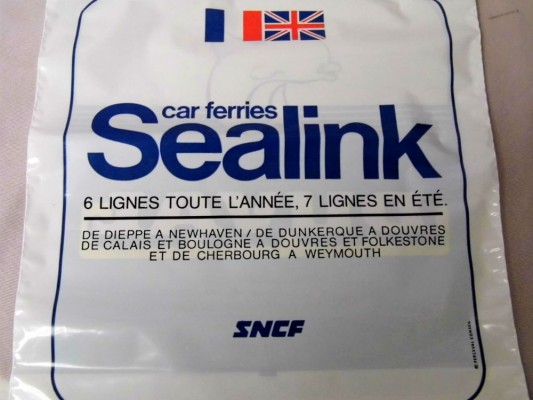 car ferries
Sealink
6 LIGNES TOUTE L'ANNÉE, 7 LIGNES EN ÉTÉ.
DE DIEPPE A NEWHAVEN / DE DUNKERQUE A DOUVRES
DE CALAIS ET BOULOGNE A DOUVRES ET FOLKESTONE
ET DE CHERBOURG A WEYMOUTH
SNCF